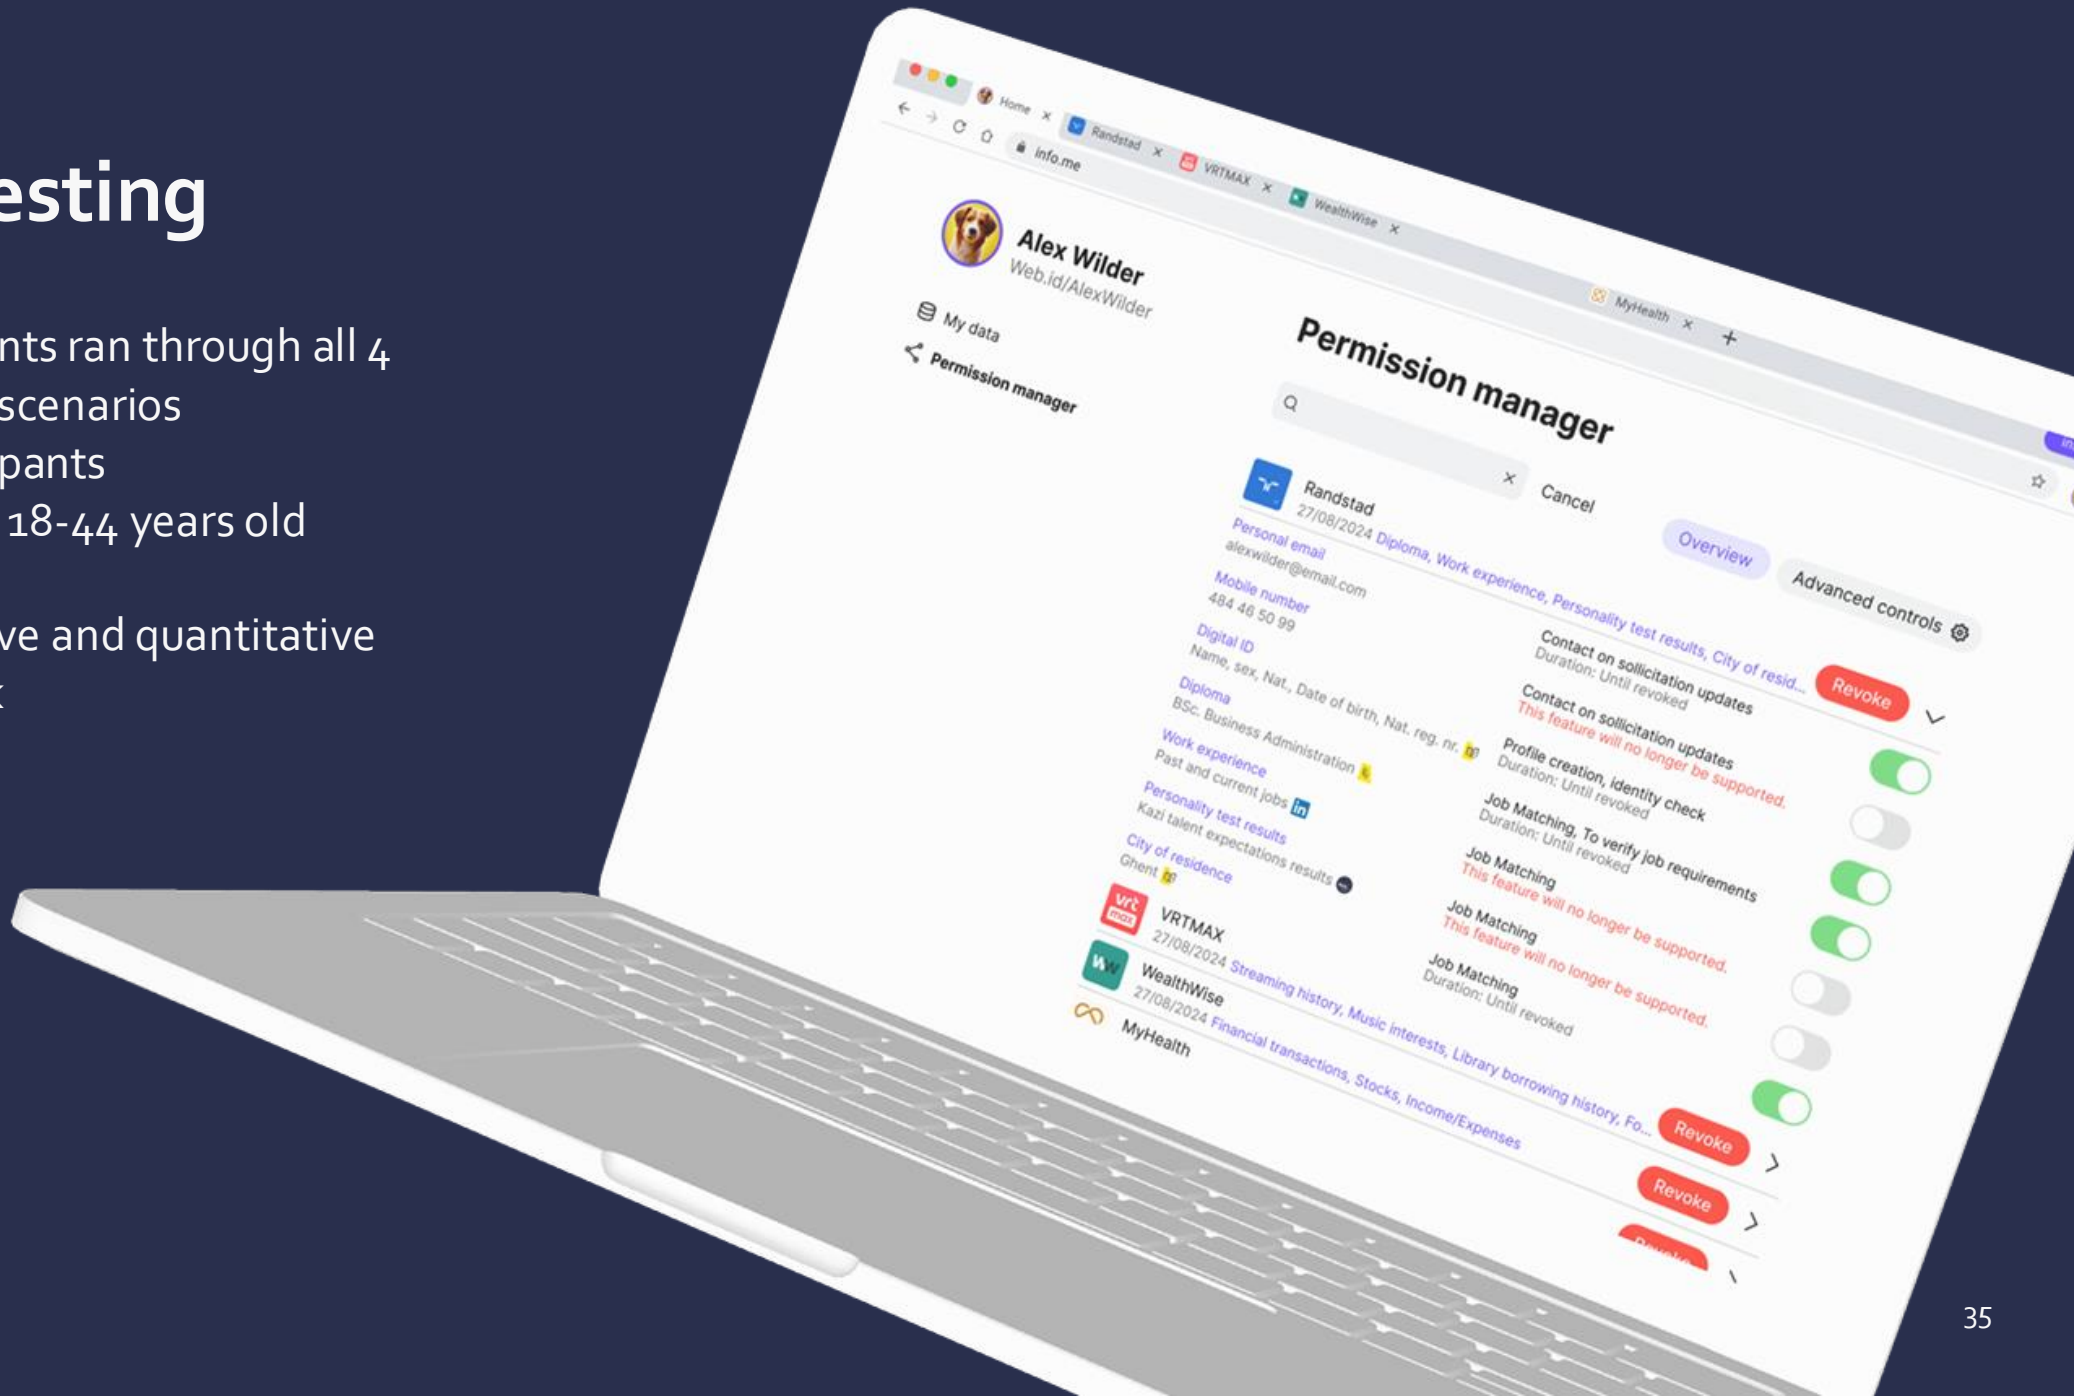 esting
nts ran through all 4
scenarios
pants
18-44 years old
ve and quantitative
Home
Randstad
VRTMAX
WealthWise
MyHealth
info.me
Alex Wilder
Web.id/AlexWilder
My data
Permission manager
Permission manager
Cancel
Overview
Advanced controls
Randstad
27/08/2024 Diploma, Work experience, Personality test results, City of resid...
Revoke
Personal email
alexwilder@email.com
Contact on sollicitation updates
Duration: Until revoked
Mobile number
484 46 50 99
Contact on sollicitation updates
This feature will no longer be supported.
Digital ID
Name, sex, Nat., Date of birth, Nat. reg. nr.
Profile creation, identity check
Duration: Until revoked
Diploma
BSc. Business Administration
Job Matching, To verify job requirements
Duration: Until revoked
Work experience
Past and current jobs in
Job Matching
This feature will no longer be supported.
Personality test results
Kazi talent expectations results
Job Matching
This feature will no longer be supported.
City of residence
Ghent
Job Matching
Duration: Until revoked
vrt
max
VRTMAX
27/08/2024 Streaming history, Music interests, Library borrowing history, Fo...
Revoke
WW
WealthWise
27/08/2024 Financial transactions, Stocks, Income/Expenses
Revoke
MyHealth
Revoke
35